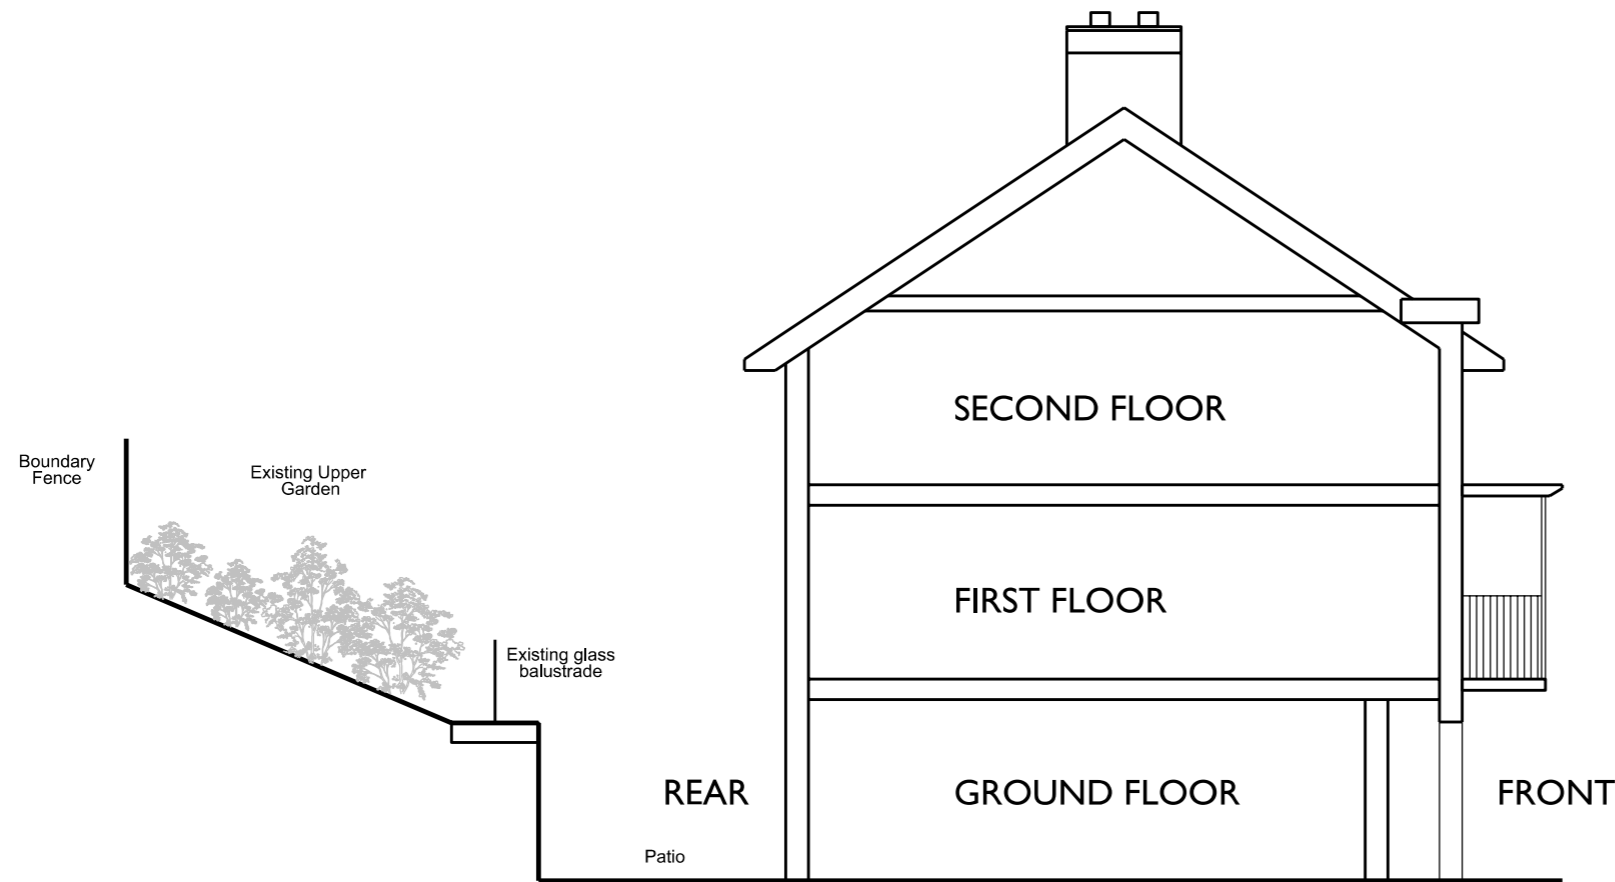 SECOND FLOOR
Boundary
Fence
Existing Upper
Garden
FIRST FLOOR
Existing glass
balustrade
REAR
GROUND FLOOR
FRONT
Patio